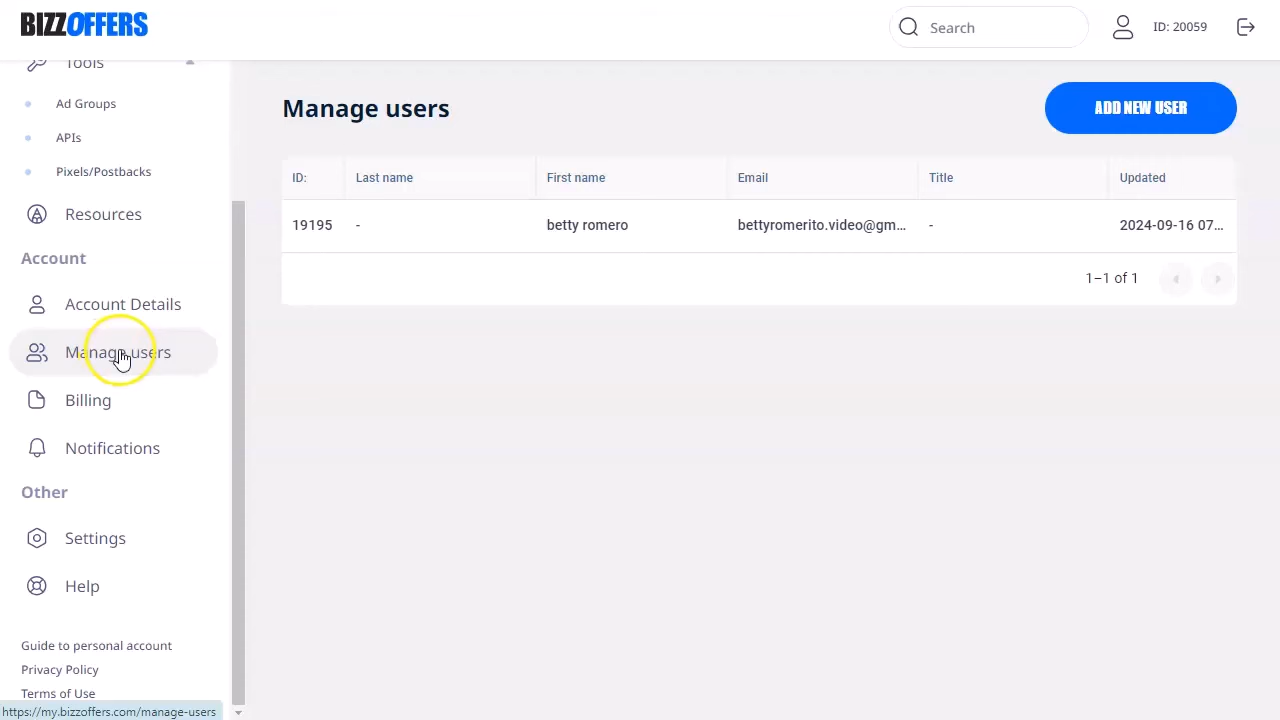 BIZZOFFERS
Search
ID: 20059
Tools
Ad Groups
APIs
Pixels/Postbacks
Resources
Account
Account Details
Manage users
Billing
Notifications
Other
Settings
Help
Guide to personal account
Privacy Policy
Terms of Use
https://my.bizzoffers.com/manage-users
Manage users
ADD NEW USER
ID: Last name First name Email Title Updated
19195 - betty romero bettyromerito.video@gm... - 2024-09-16 07...
1–1 of 1